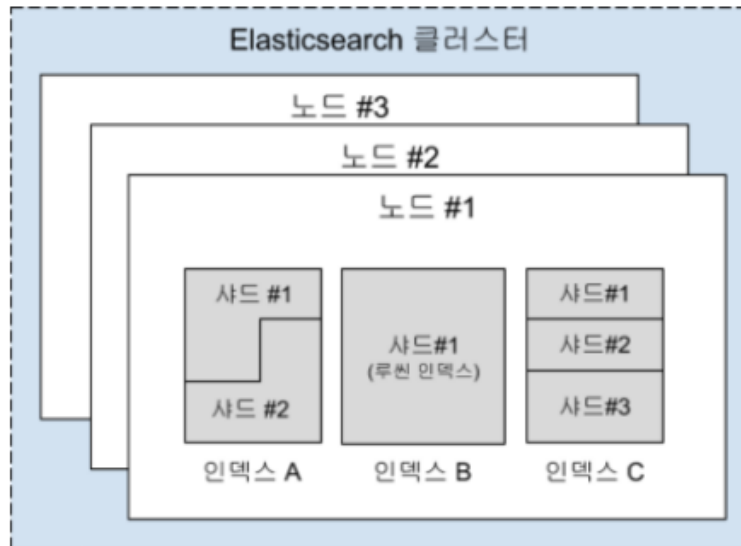 Elasticsearch 클러스터
노드 #3
노드 #2
노드 #1
샤드 #1
샤드 #2
인덱스 A
샤드#1
(루씬 인덱스)
인덱스 B
샤드#1
샤드#2
샤드#3
인덱스 C